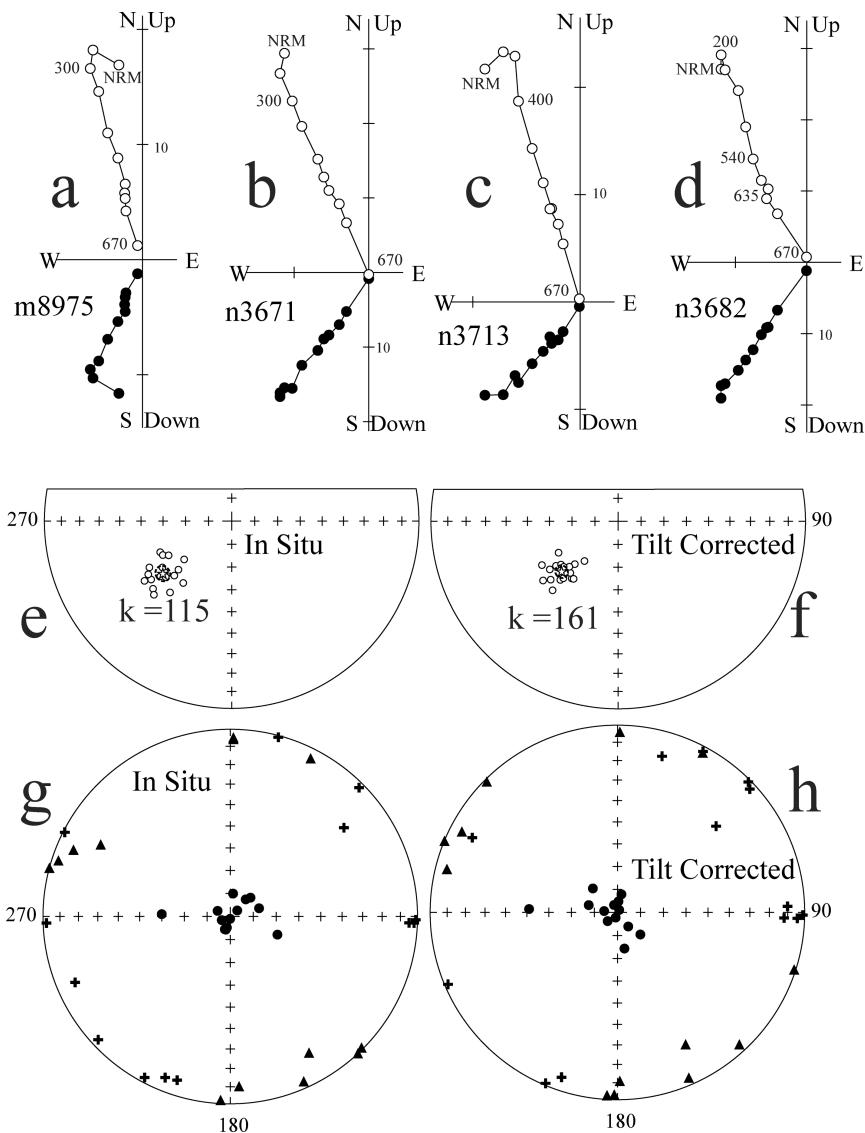 N Up
NRM
300
10
a
670
W
E
m8975
S Down
N Up
NRM
300
b
670
W
E
n3671
10
S Down
N Up
NRM
400
c
10
670
W
E
n3713
S Down
N Up
200
NRM
540
d
635
670
W
E
n3682
10
S Down
270
In Situ
k =115
e
90
Tilt Corrected
k =161
f
g
In Situ
270
180
h
Tilt Corrected
90
180